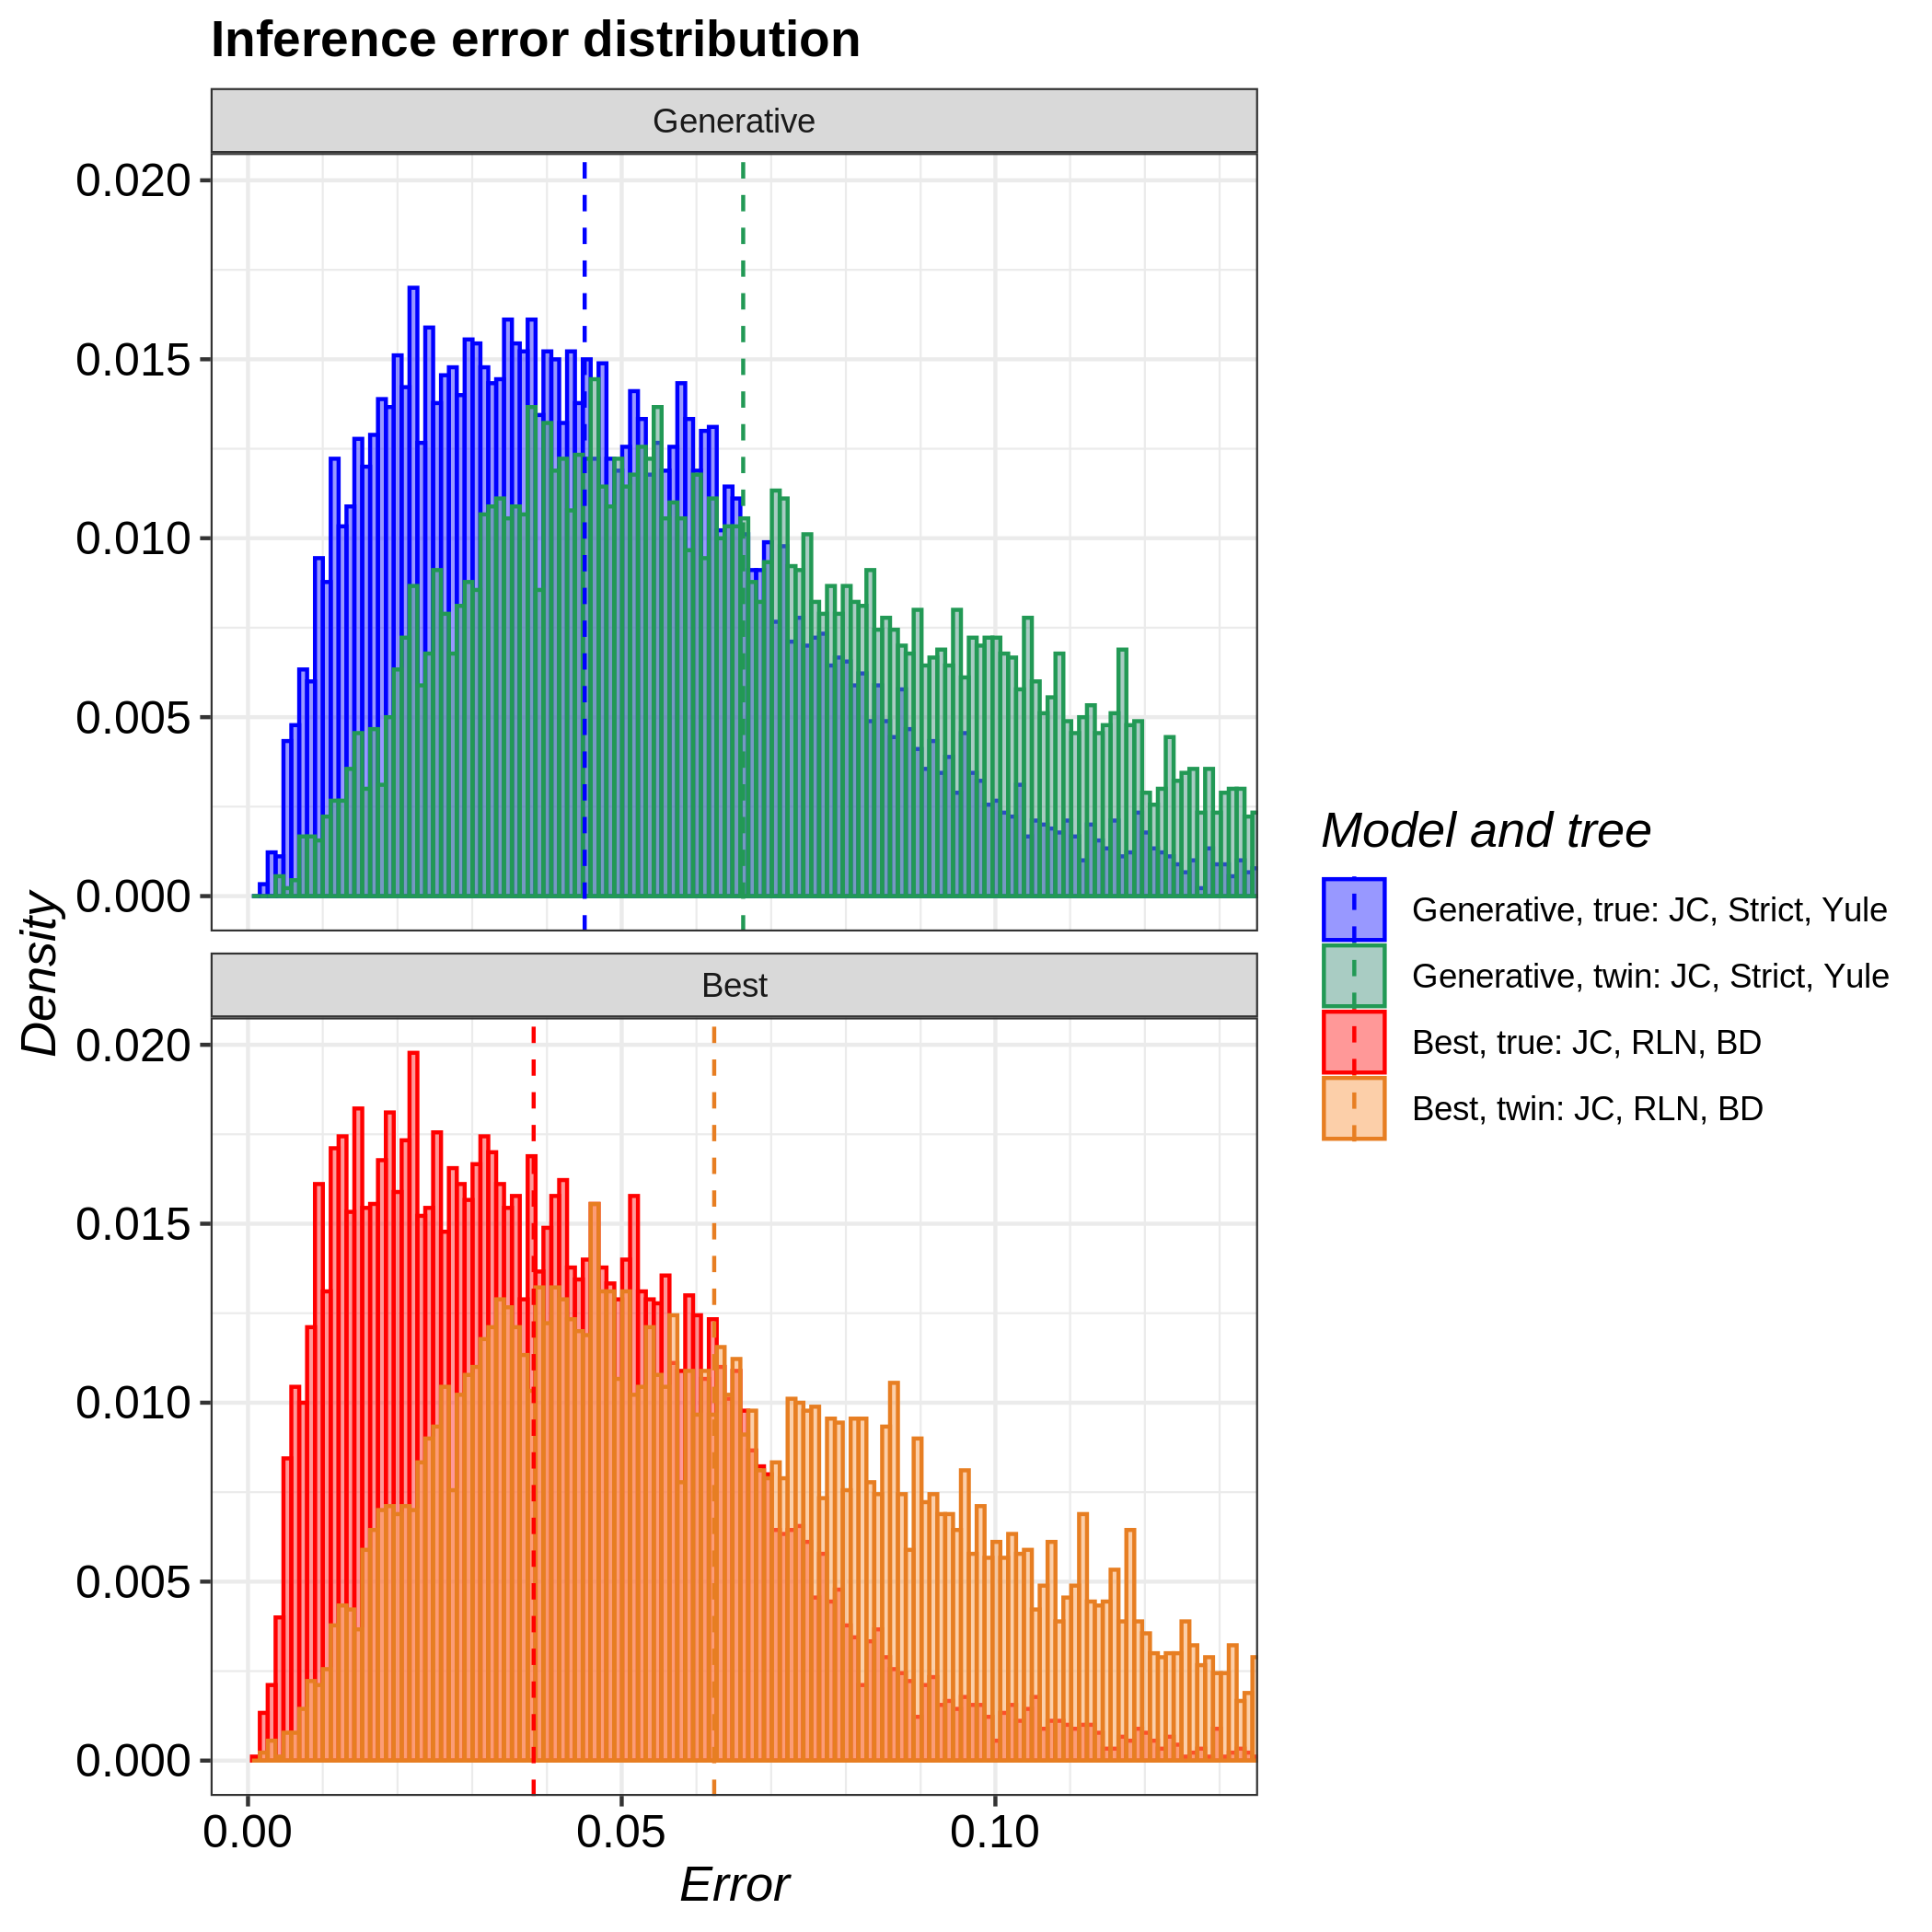 Inference error distribution
Generative
0.020
0.015
0.010
0.005
0.000
Density
Best
0.020
0.015
0.010
0.005
0.000
0.00 0.05 0.10
Error
Model and tree
Generative, true: JC, Strict, Yule
Generative, twin: JC, Strict, Yule
Best, true: JC, RLN, BD
Best, twin: JC, RLN, BD